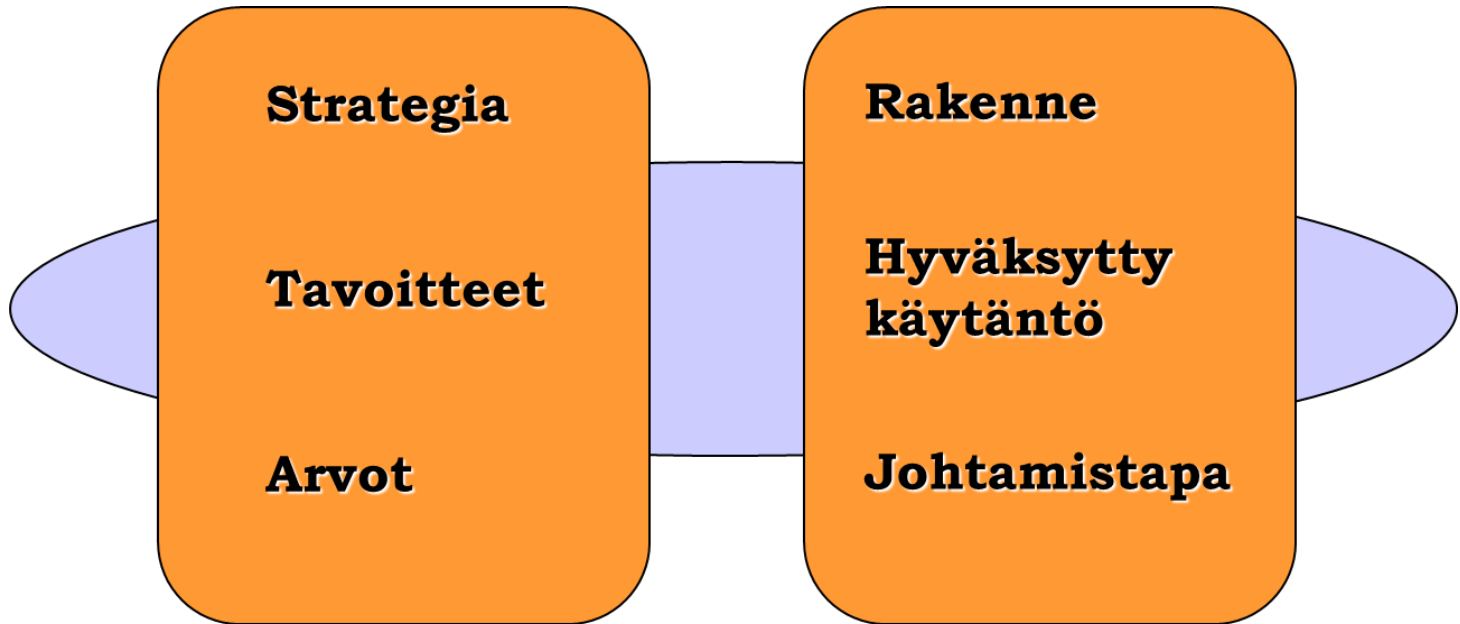 Strategia
Tavoitteet
Arvot
Rakenne
Hyväksytty
käytäntö
Johtamistapa